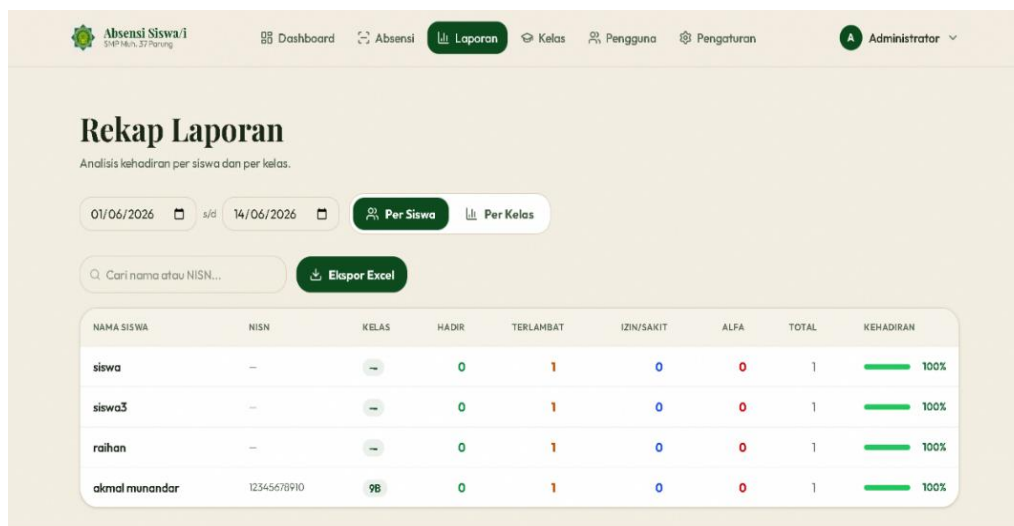 Absensi Siswa/i
SMP Muh. 37 Parung
Dashboard Absensi Laporan Kelas Pengguna Pengaturan A Administrator
Rekap Laporan
Analisis kehadiran per siswa dan per kelas.
01/06/2026 s/d 14/06/2026 Per Siswa Per Kelas
Cari nama atau NISN... Ekspor Excel
NAMA SISWA NISN KELAS HADIR TERLAMBAT IZIN/SAKIT ALFA TOTAL KEHADIRAN
siswa — — 0 1 0 0 1 100%
siswa3 — — 0 1 0 0 1 100%
raihan — — 0 1 0 0 1 100%
akmal munandar 12345678910 9B 0 1 0 0 1 100%